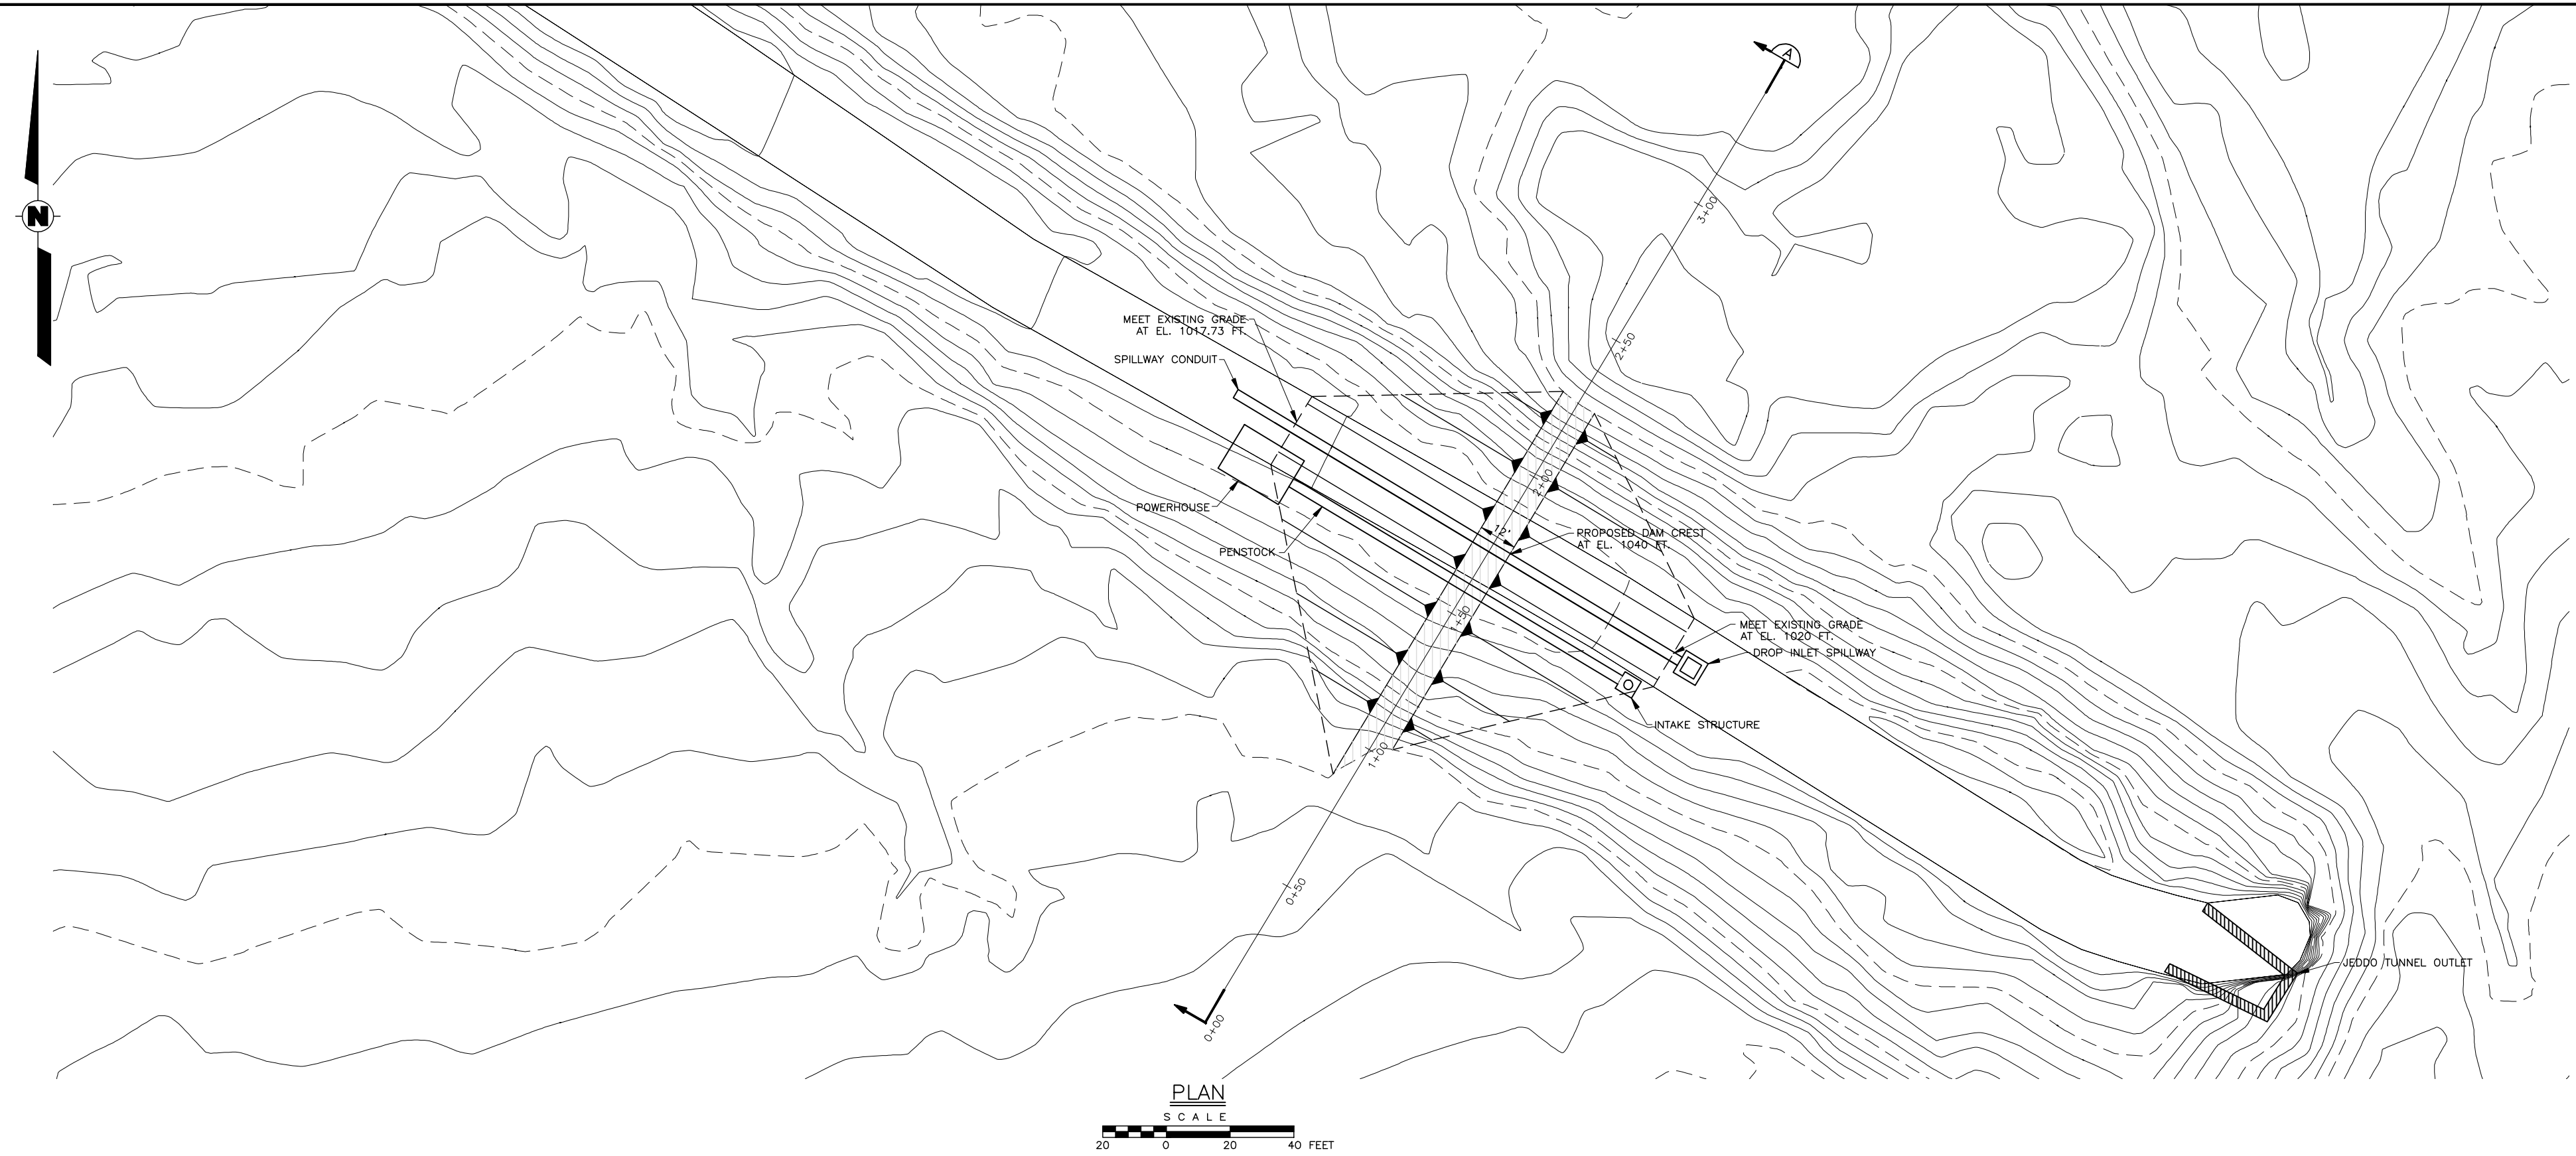 A
N
3+00
MEET EXISTING GRADE
AT EL. 1017.73 FT.
2+50
SPILLWAY CONDUIT
2+00
POWERHOUSE
12'
PROPOSED DAM CREST
AT EL. 1040 FT.
PENSTOCK
1+50
MEET EXISTING GRADE
AT EL. 1020 FT.
DROP INLET SPILLWAY
INTAKE STRUCTURE
1+00
0+50
JEDDO TUNNEL OUTLET
0+00
PLAN
SCALE
20 0 20 40 FEET